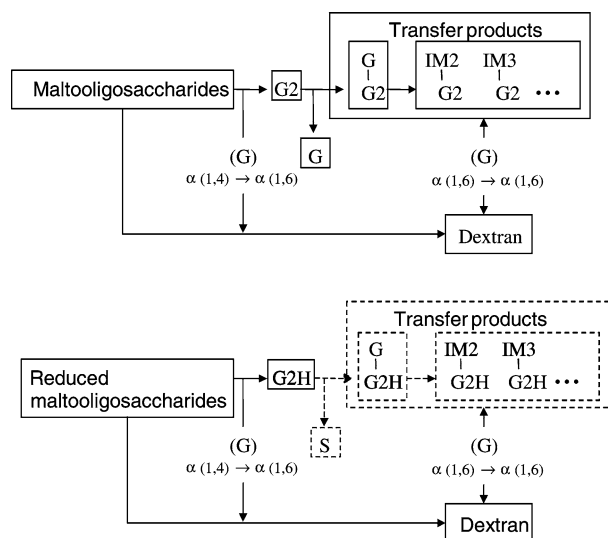 Transfer products
G IM2 IM3
Maltooligosaccharides G2 G2 G2 G2 •••
(G) G (G)
α (1,4) → α (1,6) α (1,6) → α (1,6)
Dextran
Transfer products
G IM2 IM3
Reduced G2H G2H G2H G2H •••
maltooligosaccharides
S
(G) (G)
α (1,4) → α (1,6) α (1,6) → α (1,6)
Dextran